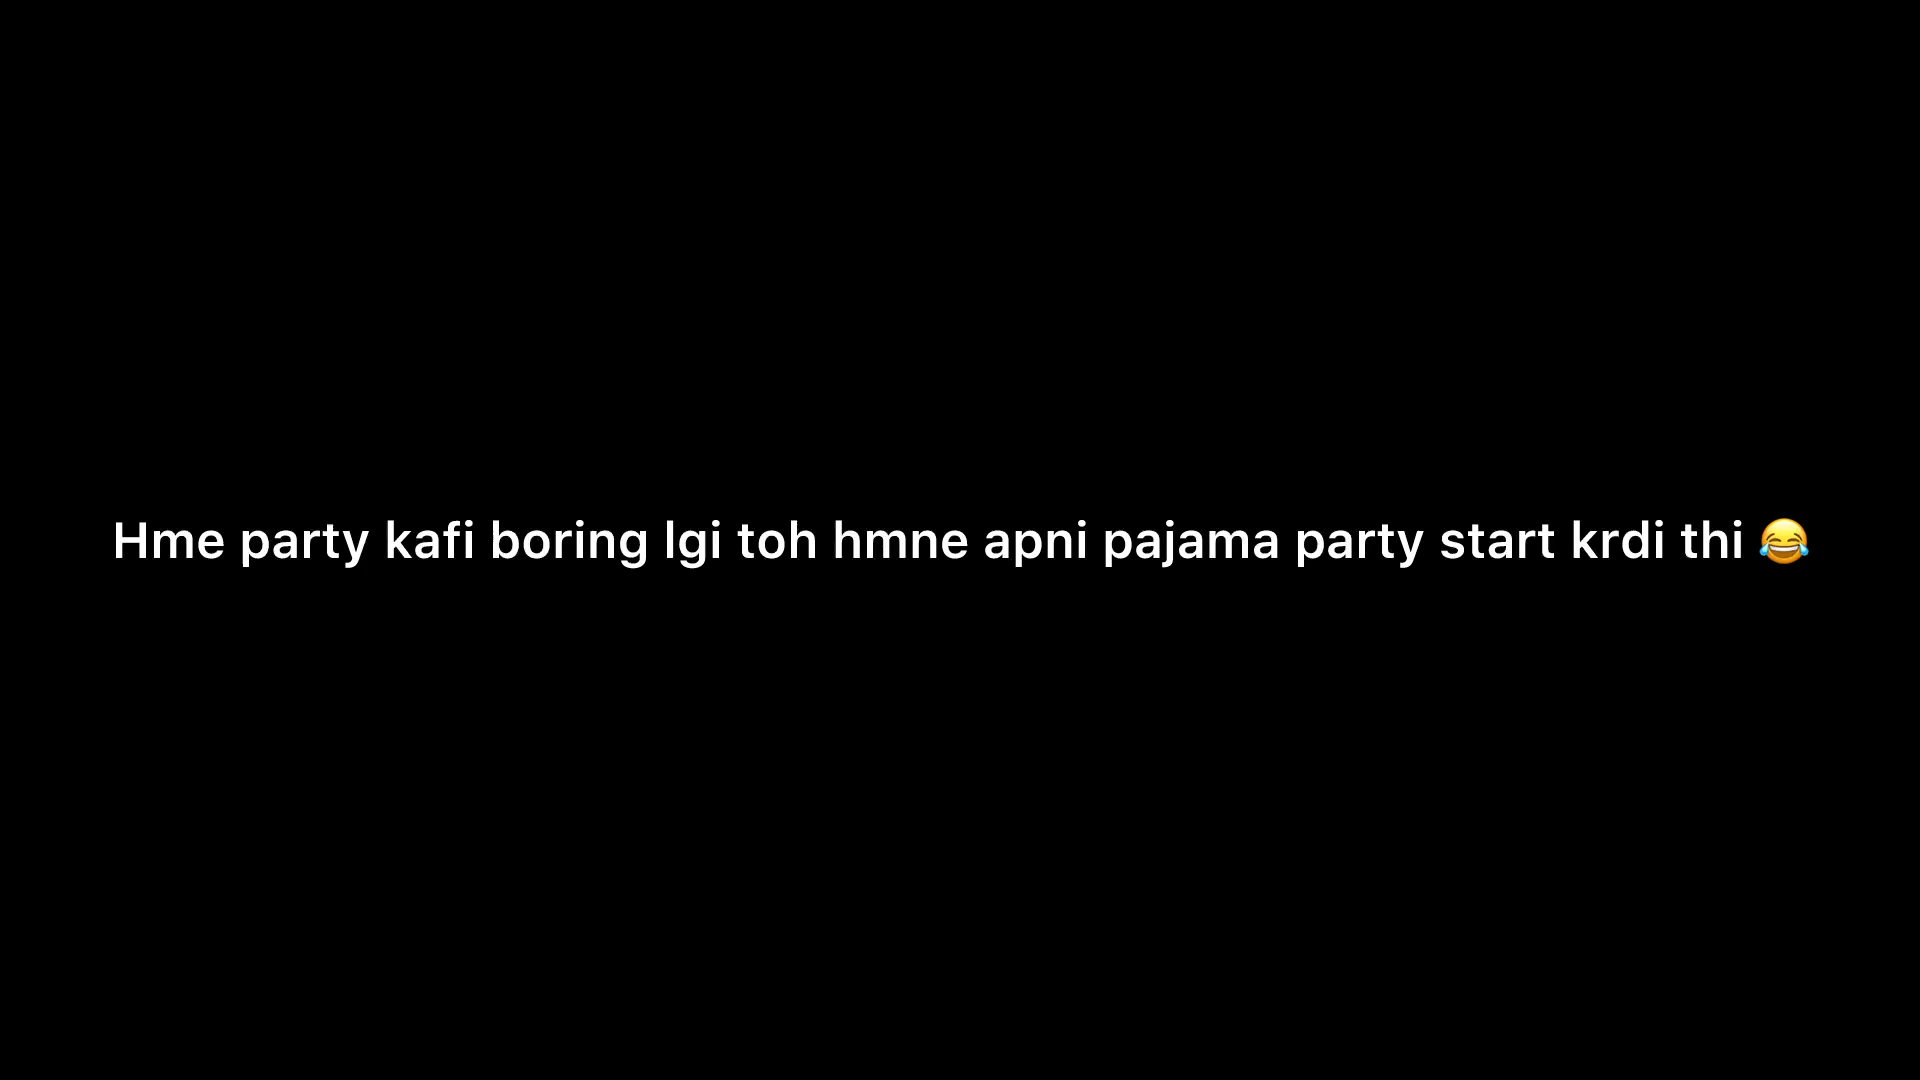 Hme party kafi boring lgi toh hmne apni pajama party start krdi thi 😂